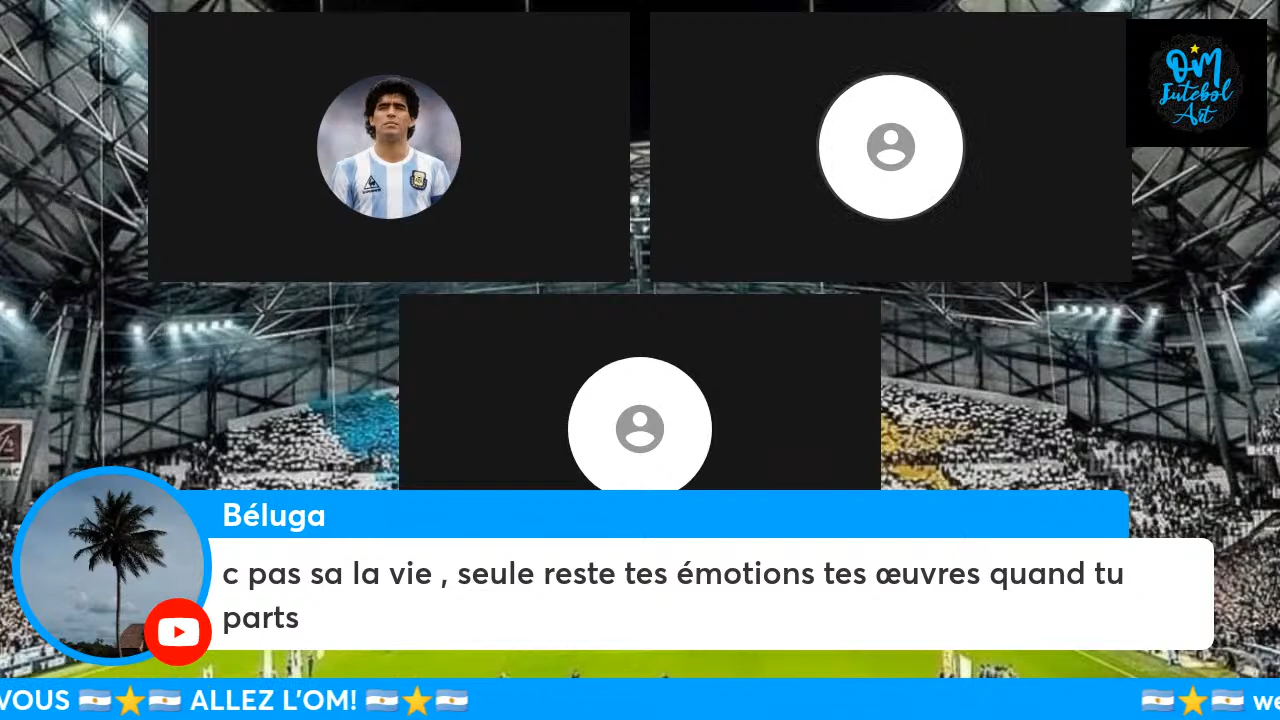 OM
Futebol
Art
PAC
Béluga
c pas sa la vie , seule reste tes émotions tes œuvres quand tu
parts
VOUS 🇦🇷⭐🇦🇷 ALLEZ L'OM! 🇦🇷⭐🇦🇷
🇦🇷⭐🇦🇷 we